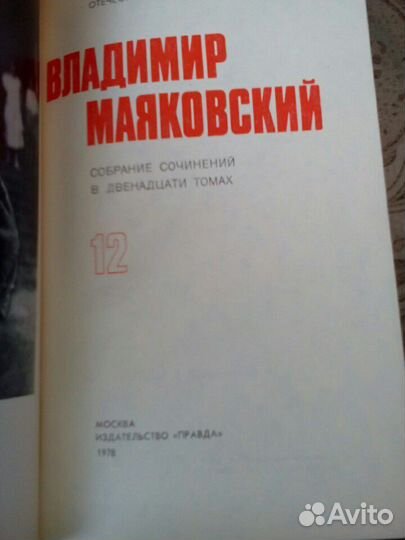 ВЛАДИМИР
МАЯКОВСКИЙ
СОБРАНИЕ СОЧИНЕНИЙ
В ДВЕНАДЦАТИ ТОМАХ
12
МОСКВА
ИЗДАТЕЛЬСТВО «ПРАВДА»
1978
Avito